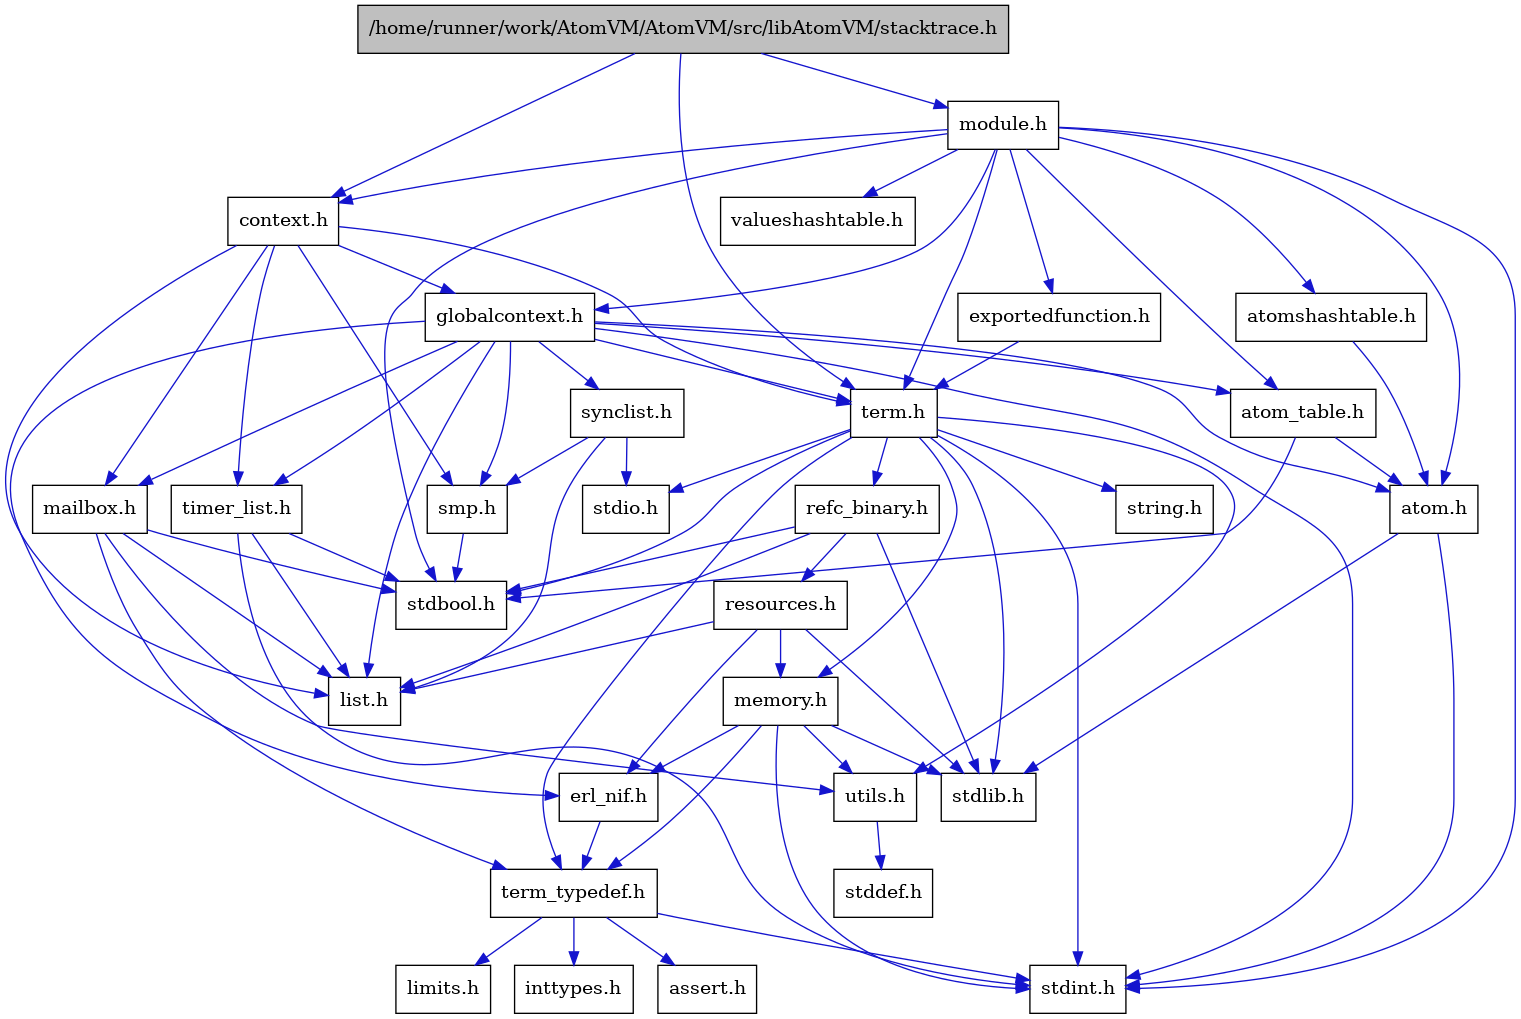 /home/runner/work/AtomVM/AtomVM/src/libAtomVM/stacktrace.h
module.h
context.h
valueshashtable.h
globalcontext.h
exportedfunction.h
atomshashtable.h
synclist.h
term.h
atom_table.h
mailbox.h
timer_list.h
smp.h
stdio.h
refc_binary.h
string.h
atom.h
stdbool.h
resources.h
list.h
memory.h
erl_nif.h
utils.h
stdlib.h
term_typedef.h
stddef.h
limits.h
inttypes.h
assert.h
stdint.h